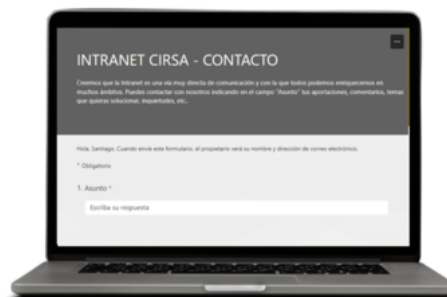 INTRANET CIRSA - CONTACTO
Creemos que la Intranet es una vía muy directa de comunicación y con la que todos podemos enriquecernos en
muchos ámbitos. Puedes contactar con nosotros indicando en el campo "Asunto" tus aportaciones, comentarios, temas
que quieras solucionar, inquietudes, etc..
Hola, Santiago. Cuando envíe este formulario, el propietario verá su nombre y dirección de correo electrónico.
* Obligatorio
1. Asunto *
Escriba su respuesta